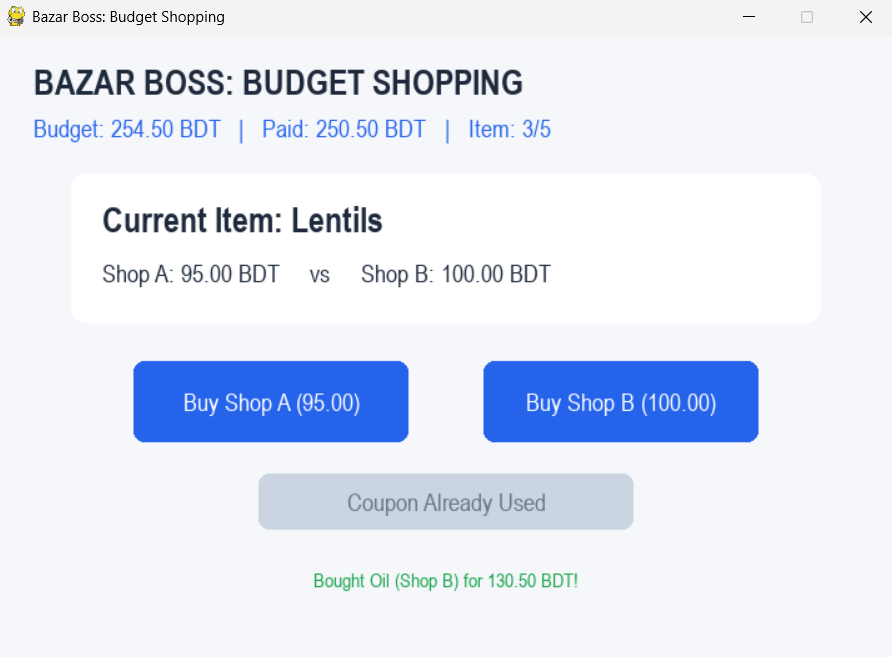 Bazar Boss: Budget Shopping
BAZAR BOSS: BUDGET SHOPPING
Budget: 254.50 BDT | Paid: 250.50 BDT | Item: 3/5
Current Item: Lentils
Shop A: 95.00 BDT vs Shop B: 100.00 BDT
Buy Shop A (95.00) Buy Shop B (100.00)
Coupon Already Used
Bought Oil (Shop B) for 130.50 BDT!